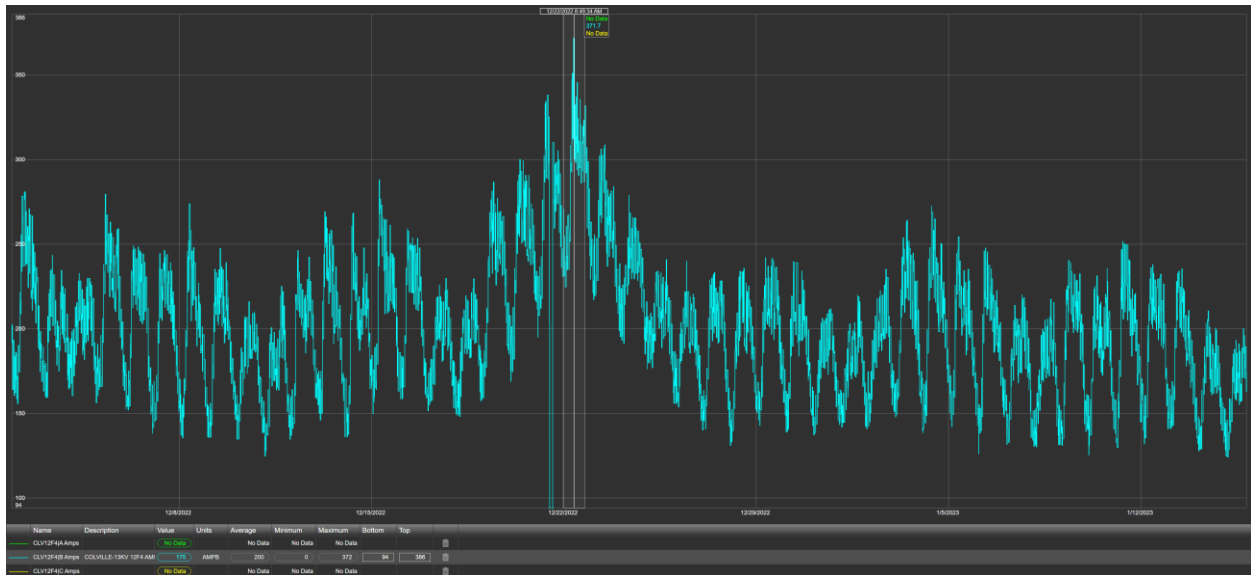 12/22/2022 8:49:34 AM
No Data
371.7
No Data
386
350
300
250
200
150
100
94
12/8/2022 12/15/2022 12/22/2022 12/29/2022 1/5/2023 1/12/2023
Name Description Value Units Average Minimum Maximum Bottom Top
CLV12F4|A Amps No Data No Data No Data No Data
CLV12F4|B Amps COLVILLE-13KV 12F4 AMI 175 AMPS 200 0 372 94 386
CLV12F4|C Amps No Data No Data No Data No Data